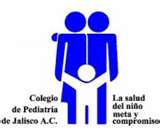 Colegio
de Pediatría
de Jalisco A.C.
La salud
del niño
meta y
compromiso